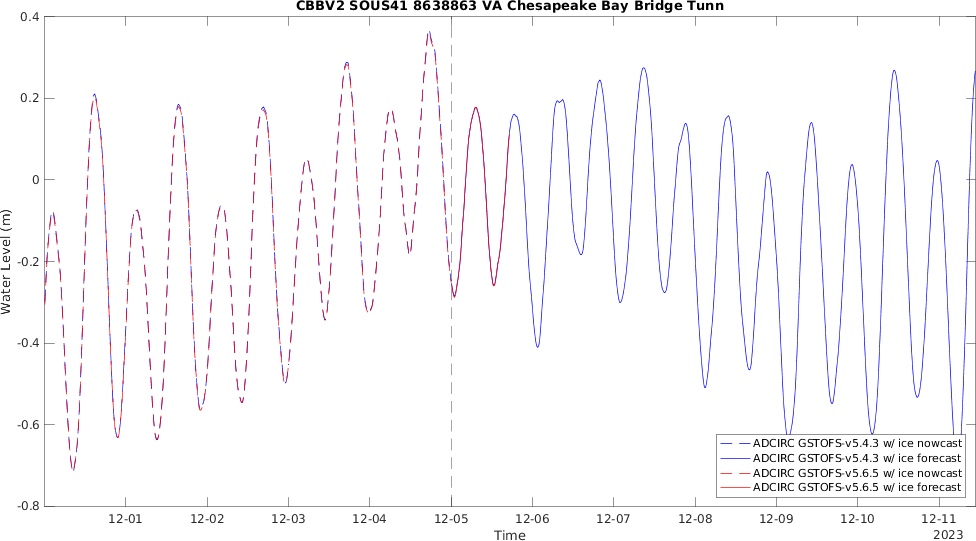 CBBV2 SOUS41 8638863 VA Chesapeake Bay Bridge Tunn
0.4
0.2
0
-0.2
-0.4
-0.6
-0.8
Water Level (m)
ADCIRC GSTOFS-v5.4.3 w/ ice nowcast
ADCIRC GSTOFS-v5.4.3 w/ ice forecast
ADCIRC GSTOFS-v5.6.5 w/ ice nowcast
ADCIRC GSTOFS-v5.6.5 w/ ice forecast
12-01 12-02 12-03 12-04 12-05 12-06 12-07 12-08 12-09 12-10 12-11
Time
2023